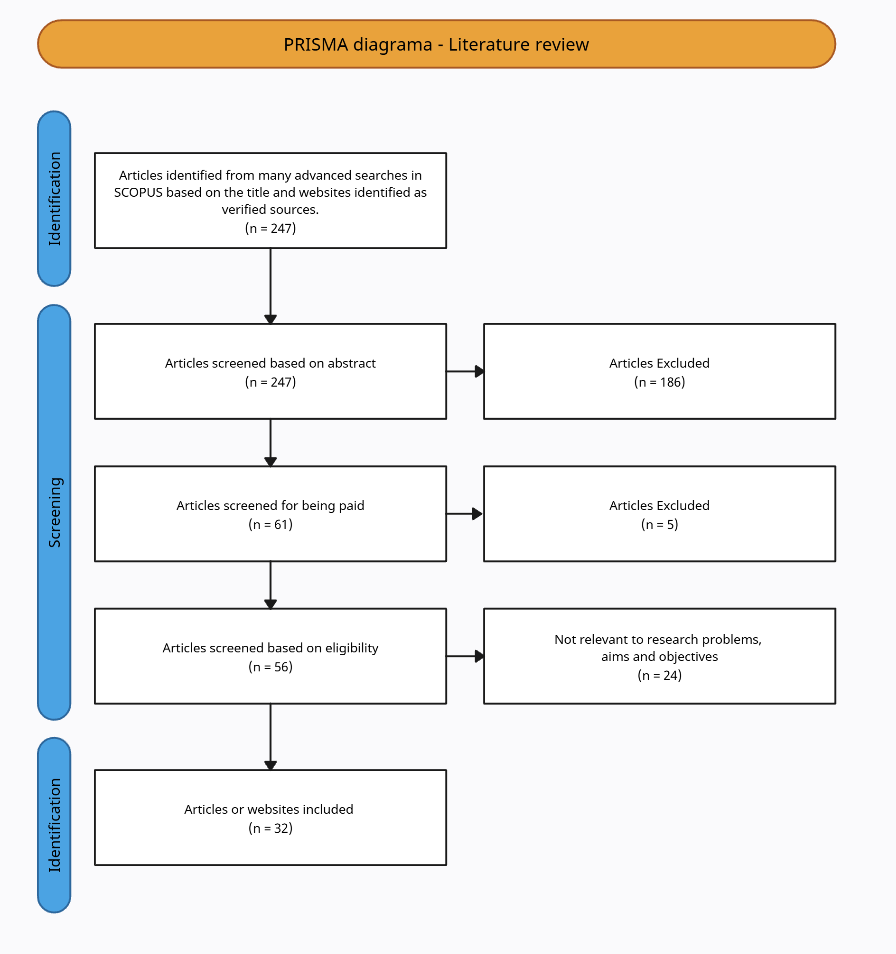 PRISMA diagrama - Literature review
Identification
Articles identified from many advanced searches in
SCOPUS based on the title and websites identified as
verified sources.
(n = 247)
Screening
Articles screened based on abstract
(n = 247)
Articles Excluded
(n = 186)
Articles screened for being paid
(n = 61)
Articles Excluded
(n = 5)
Articles screened based on eligibility
(n = 56)
Not relevant to research problems,
aims and objectives
(n = 24)
Identification
Articles or websites included
(n = 32)